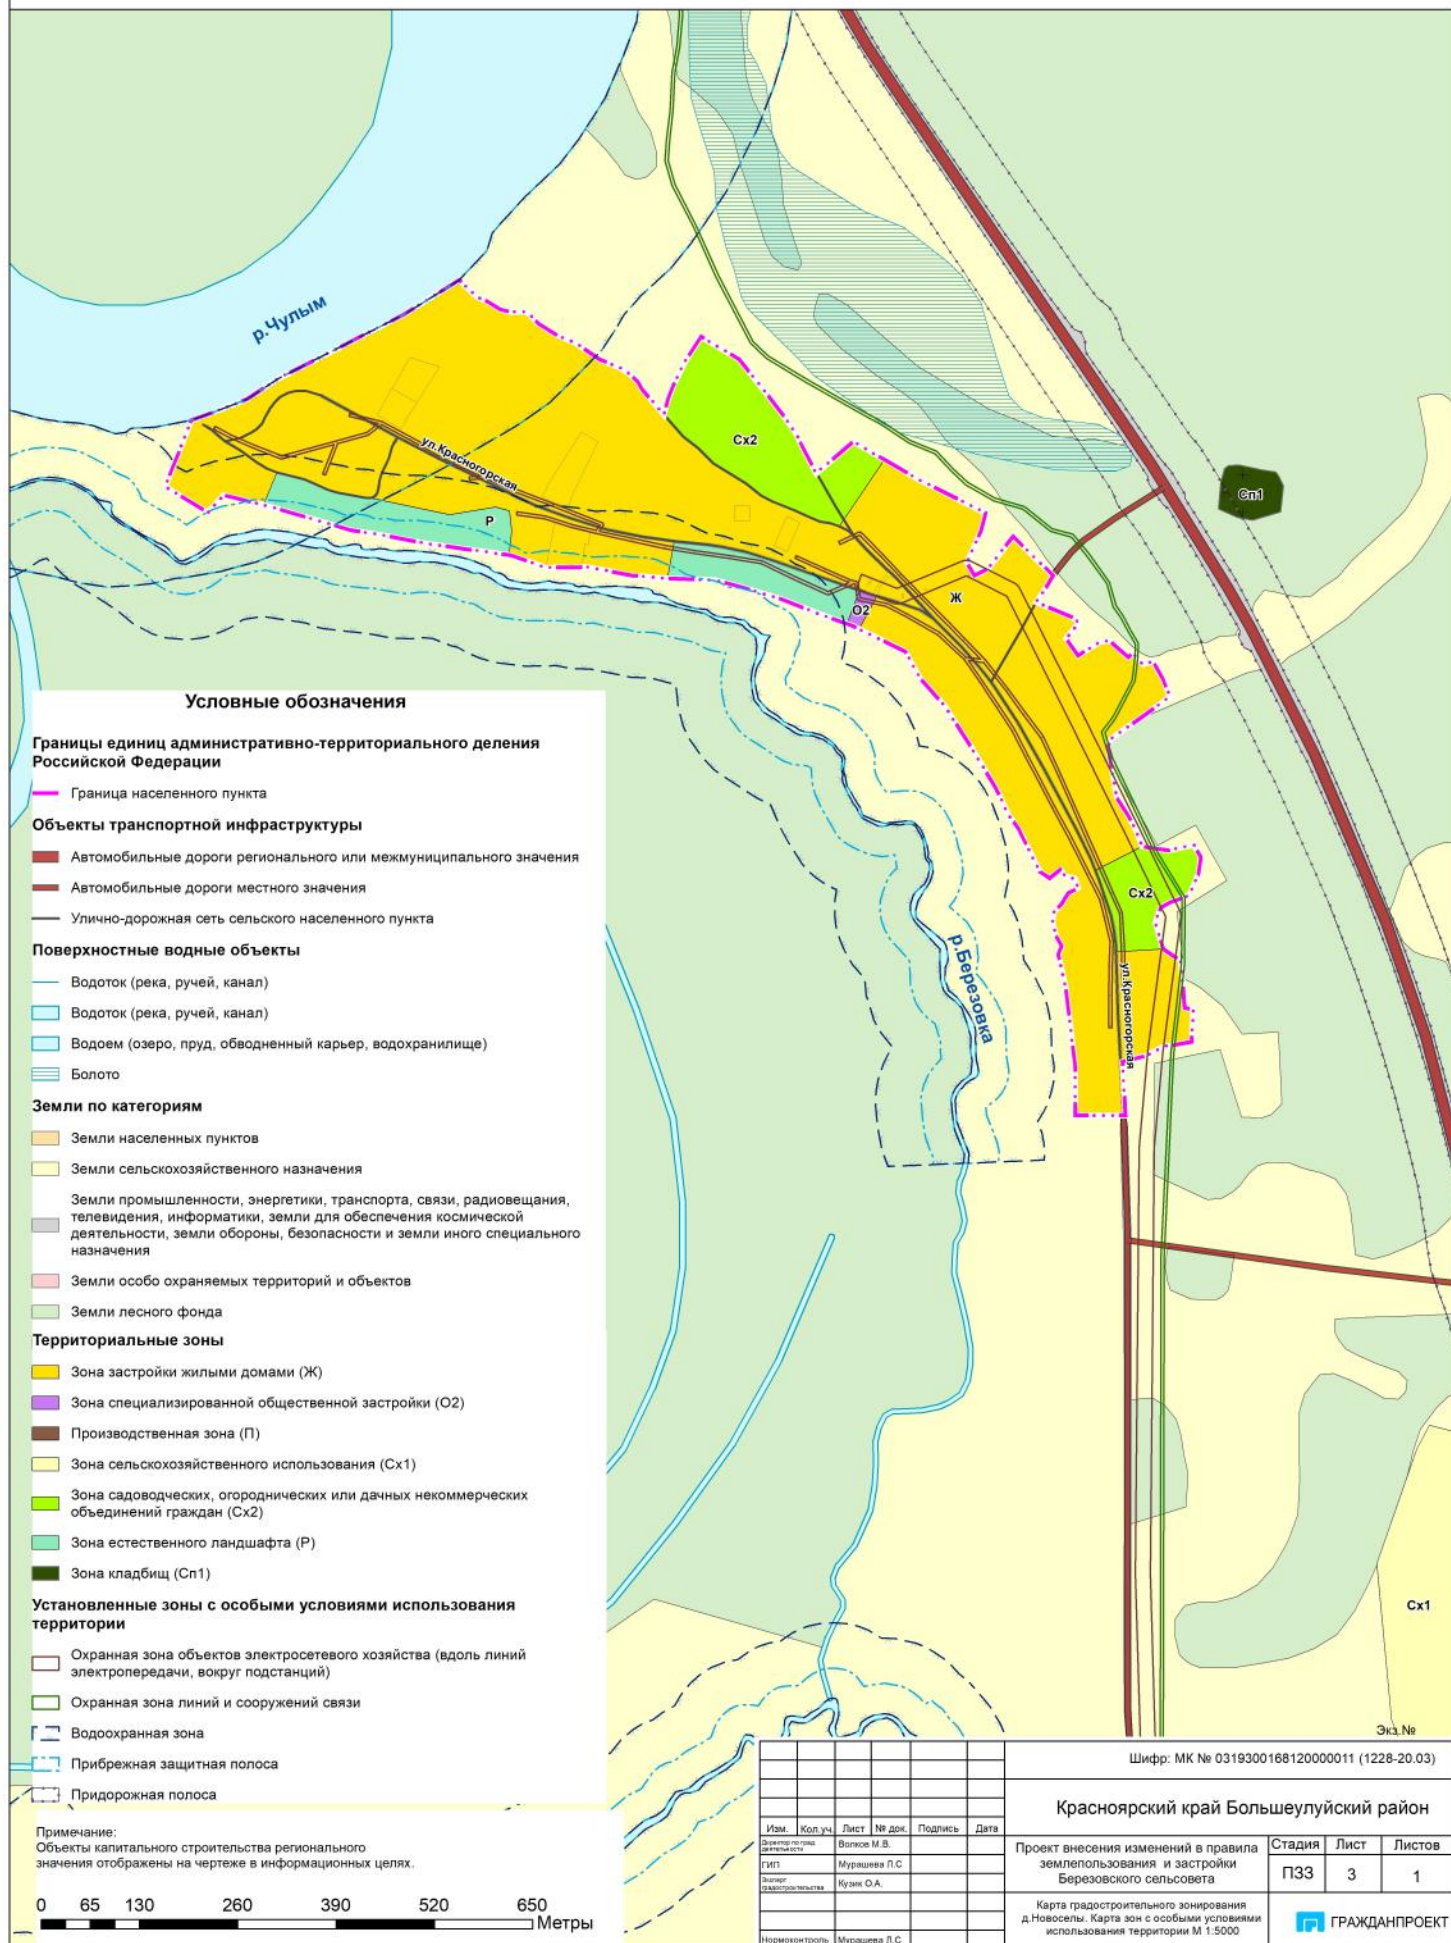 р.Чулым
Сх2
Сп1
ул.Красногорская
Р
Ж
О2
Сх2
р.Березовка
ул.Красногорская
Сх1
Условные обозначения
Границы единиц административно-территориального деления
Российской Федерации
Граница населенного пункта
Объекты транспортной инфраструктуры
Автомобильные дороги регионального или межмуниципального значения
Автомобильные дороги местного значения
Улично-дорожная сеть сельского населенного пункта
Поверхностные водные объекты
Водоток (река, ручей, канал)
Водоток (река, ручей, канал)
Водоем (озеро, пруд, обводненный карьер, водохранилище)
Болото
Земли по категориям
Земли населенных пунктов
Земли сельскохозяйственного назначения
Земли промышленности, энергетики, транспорта, связи, радиовещания,
телевидения, информатики, земли для обеспечения космической
деятельности, земли обороны, безопасности и земли иного специального
назначения
Земли особо охраняемых территорий и объектов
Земли лесного фонда
Территориальные зоны
Зона застройки жилыми домами (Ж)
Зона специализированной общественной застройки (О2)
Производственная зона (П)
Зона сельскохозяйственного использования (Сх1)
Зона садоводческих, огороднических или дачных некоммерческих
объединений граждан (Сх2)
Зона естественного ландшафта (Р)
Зона кладбищ (Сп1)
Установленные зоны с особыми условиями использования
территории
Охранная зона объектов электросетевого хозяйства (вдоль линий
электропередачи, вокруг подстанций)
Охранная зона линий и сооружений связи
Водоохранная зона
Прибрежная защитная полоса
Придорожная полоса
Примечание:
Объекты капитального строительства регионального
значения отображены на чертеже в информационных целях.
0 65 130 260 390 520 650
Метры
Экз.№
Шифр: МК № 0319300168120000011 (1228-20.03)
Красноярский край Большеулуйский район
Изм. Кол.уч. Лист № док. Подпись Дата
Директор по град. деятельности Волков М.В.
ГИП Мурашева Л.С
Эксперт градостроительства Кузик О.А.
Нормоконтроль Мурашева Л.С
Проект внесения изменений в правила
землепользования и застройки
Березовского сельсовета
Стадия Лист Листов
ПЗЗ 3 1
Карта градостроительного зонирования
д.Новоселы. Карта зон с особыми условиями
использования территории М 1:5000
ГРАЖДАНПРОЕКТ